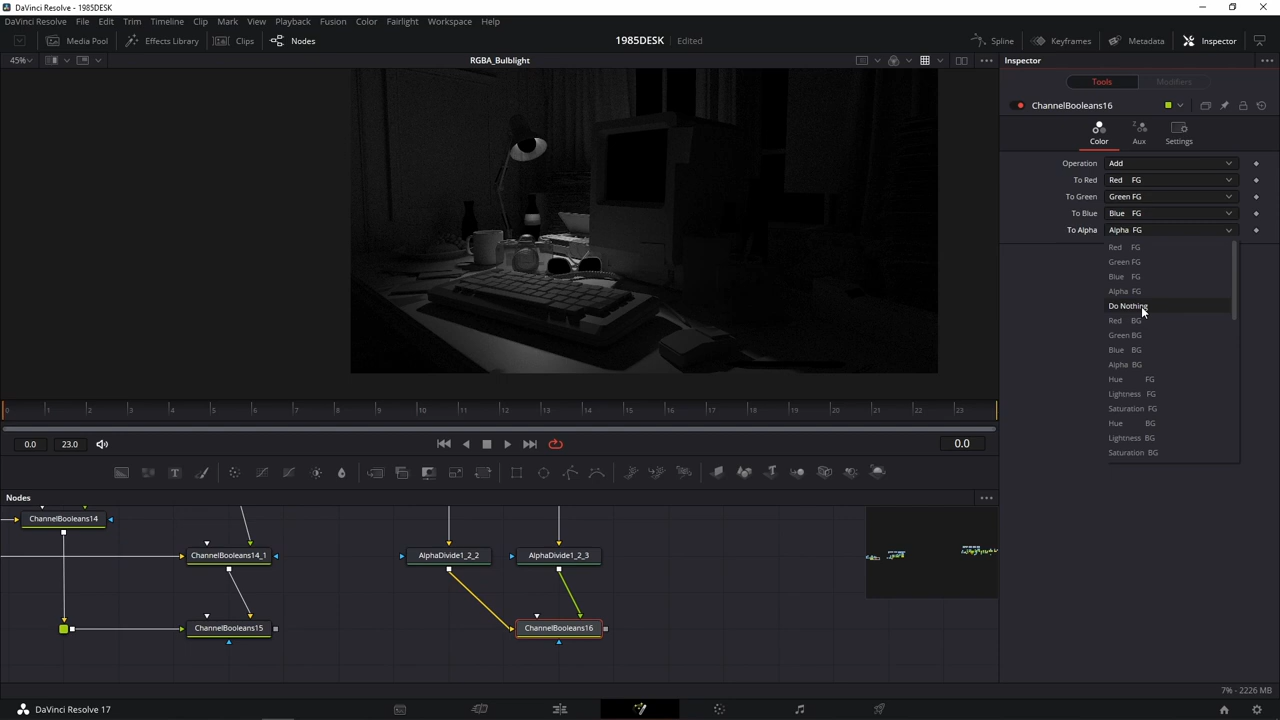 DaVinci Resolve - 1985DESK
DaVinci Resolve File Edit Trim Timeline Clip Mark View Playback Fusion Color Fairlight Workspace Help
Media Pool Effects Library Clips Nodes 1985DESK Edited Spline Keyframes Metadata Inspector
45% RGBA_Bulblight Inspector
Tools Modifiers
ChannelBooleans16
Color Aux Settings
Operation Add
To Red Red FG
To Green Green FG
To Blue Blue FG
To Alpha Alpha FG
Red FG
Green FG
Blue FG
Alpha FG
Do Nothing
Red BG
Green BG
Blue BG
Alpha BG
Hue FG
Lightness FG
Saturation FG
Hue BG
Lightness BG
Saturation BG
0 1 2 3 4 5 6 7 8 9 10 11 12 13 14 15 16 17 18 19 20 21 22 23
0.0 23.0 0.0
T
Nodes
ChannelBooleans14
ChannelBooleans14_1 AlphaDivide1_2_2 AlphaDivide1_2_3
ChannelBooleans15 ChannelBooleans16
7% - 2226 MB
DaVinci Resolve 17